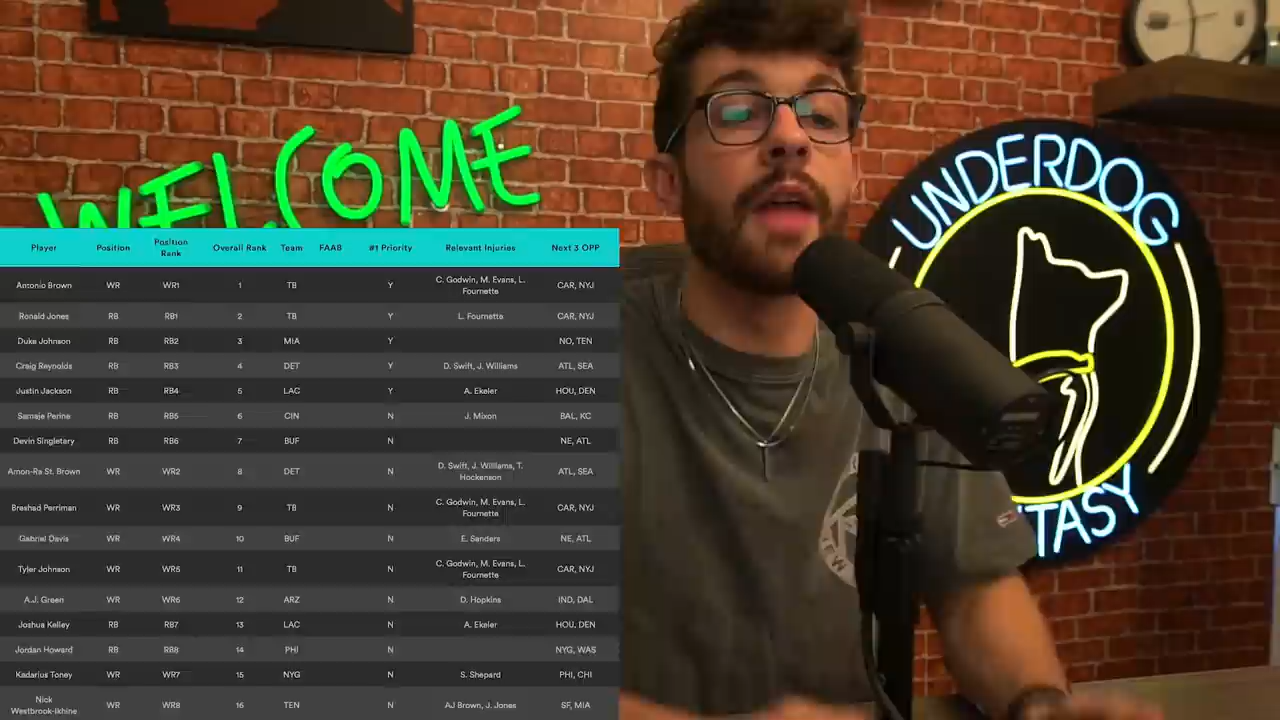 WELCOME
UNDERDOG
TASY
Player Position Position Rank Overall Rank Team FAAB #1 Priority Relevant Injuries Next 3 OPP
Antonio Brown WR WR1 1 TB Y C. Godwin, M. Evans, L. Fournette CAR, NYJ
Ronald Jones RB RB1 2 TB Y L. Fournette CAR, NYJ
Duke Johnson RB RB2 3 MIA Y NO, TEN
Craig Reynolds RB RB3 4 DET Y D. Swift, J. Williams ATL, SEA
Justin Jackson RB RB4 5 LAC Y A. Ekeler HOU, DEN
Samaje Perine RB RB5 6 CIN N J. Mixon BAL, KC
Devin Singletary RB RB6 7 BUF N NE, ATL
Amon-Ra St. Brown WR WR2 8 DET N D. Swift, J. Williams, T. Hockenson ATL, SEA
Breshad Perriman WR WR3 9 TB N C. Godwin, M. Evans, L. Fournette CAR, NYJ
Gabriel Davis WR WR4 10 BUF N E. Sanders NE, ATL
Tyler Johnson WR WR5 11 TB N C. Godwin, M. Evans, L. Fournette CAR, NYJ
A.J. Green WR WR6 12 ARZ N D. Hopkins IND, DAL
Joshua Kelley RB RB7 13 LAC N A. Ekeler HOU, DEN
Jordan Howard RB RB8 14 PHI N NYG, WAS
Kadarius Toney WR WR7 15 NYG N S. Shepard PHI, CHI
Nick Westbrook-Ikhine WR WR8 16 TEN N AJ Brown, J. Jones SF, MIA